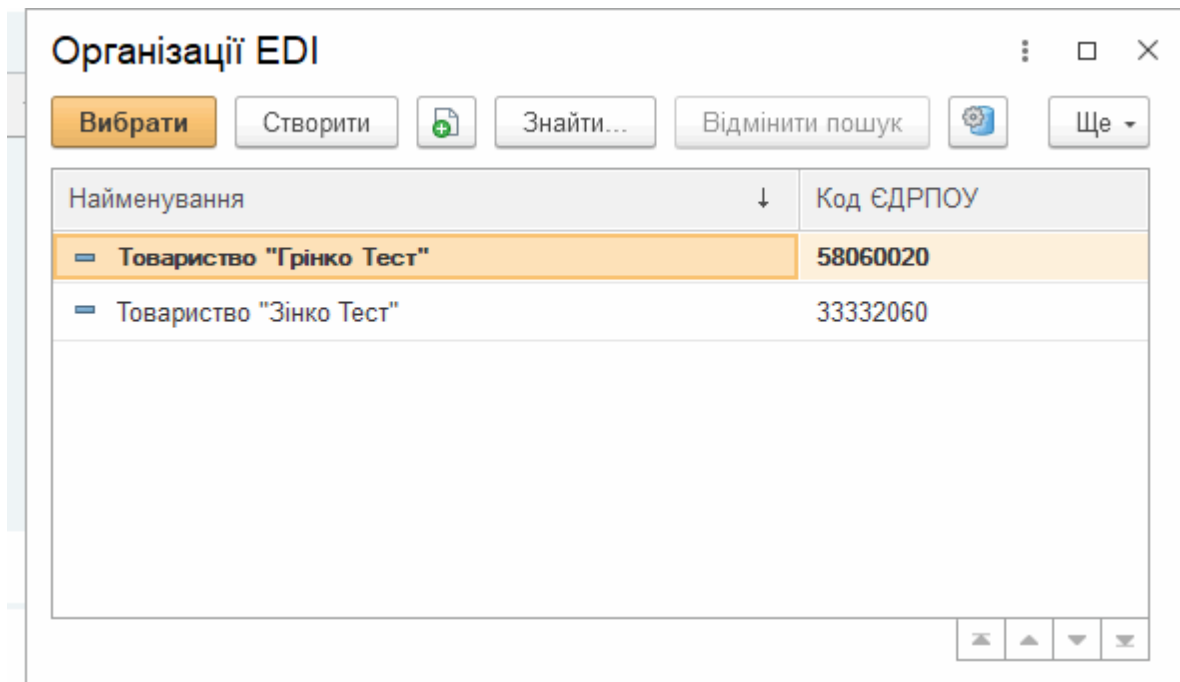 Організації EDI
Вибрати Створити Знайти... Відмінити пошук Ще
Найменування ↓ Код ЄДРПОУ
Товариство "Грінко Тест" 58060020
Товариство "Зінко Тест" 33332060